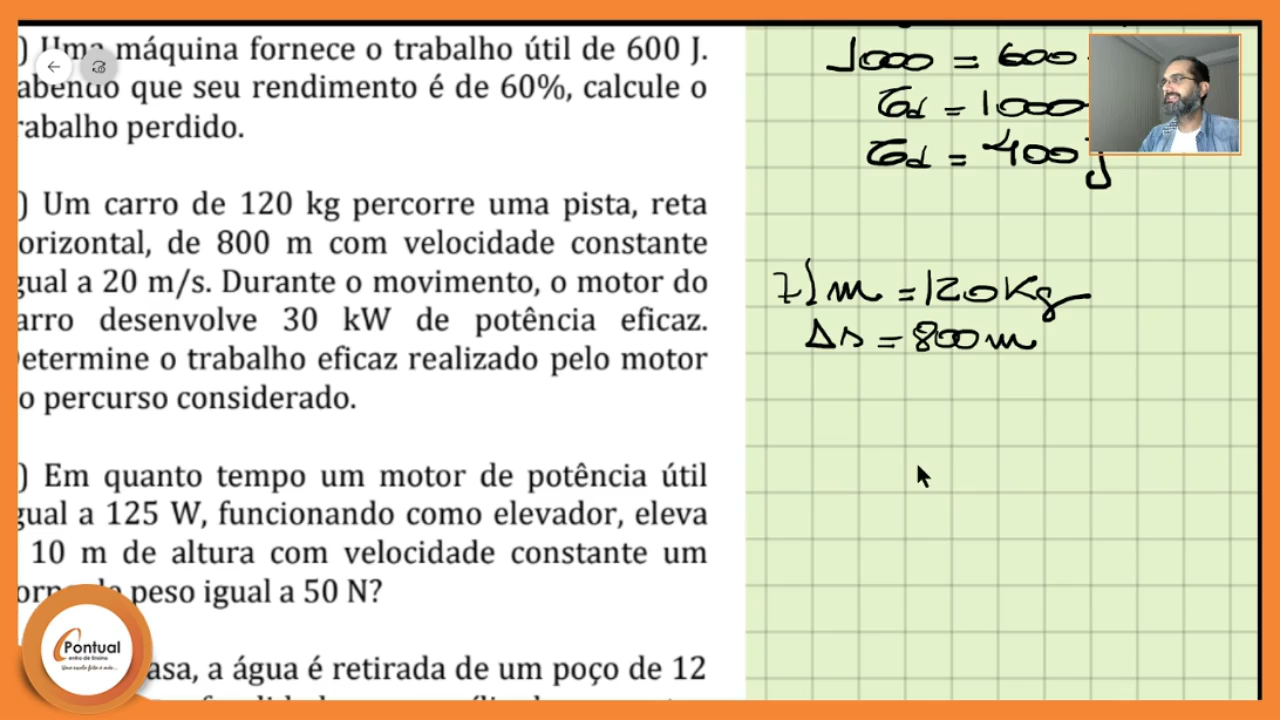 ) Uma máquina fornece o trabalho útil de 600 J.
abendo que seu rendimento é de 60%, calcule o
rabalho perdido.
) Um carro de 120 kg percorre uma pista, reta
orizontal, de 800 m com velocidade constante
gual a 20 m/s. Durante o movimento, o motor do
arro desenvolve 30 kW de potência eficaz.
etermine o trabalho eficaz realizado pelo motor
o percurso considerado.
) Em quanto tempo um motor de potência útil
gual a 125 W, funcionando como elevador, eleva
10 m de altura com velocidade constante um
peso igual a 50 N?
asa, a água é retirada de um poço de 12
1000 = 600
τd = 1000
τd = 400 J
7) m = 120 Kg
Δs = 800 m
Pontual